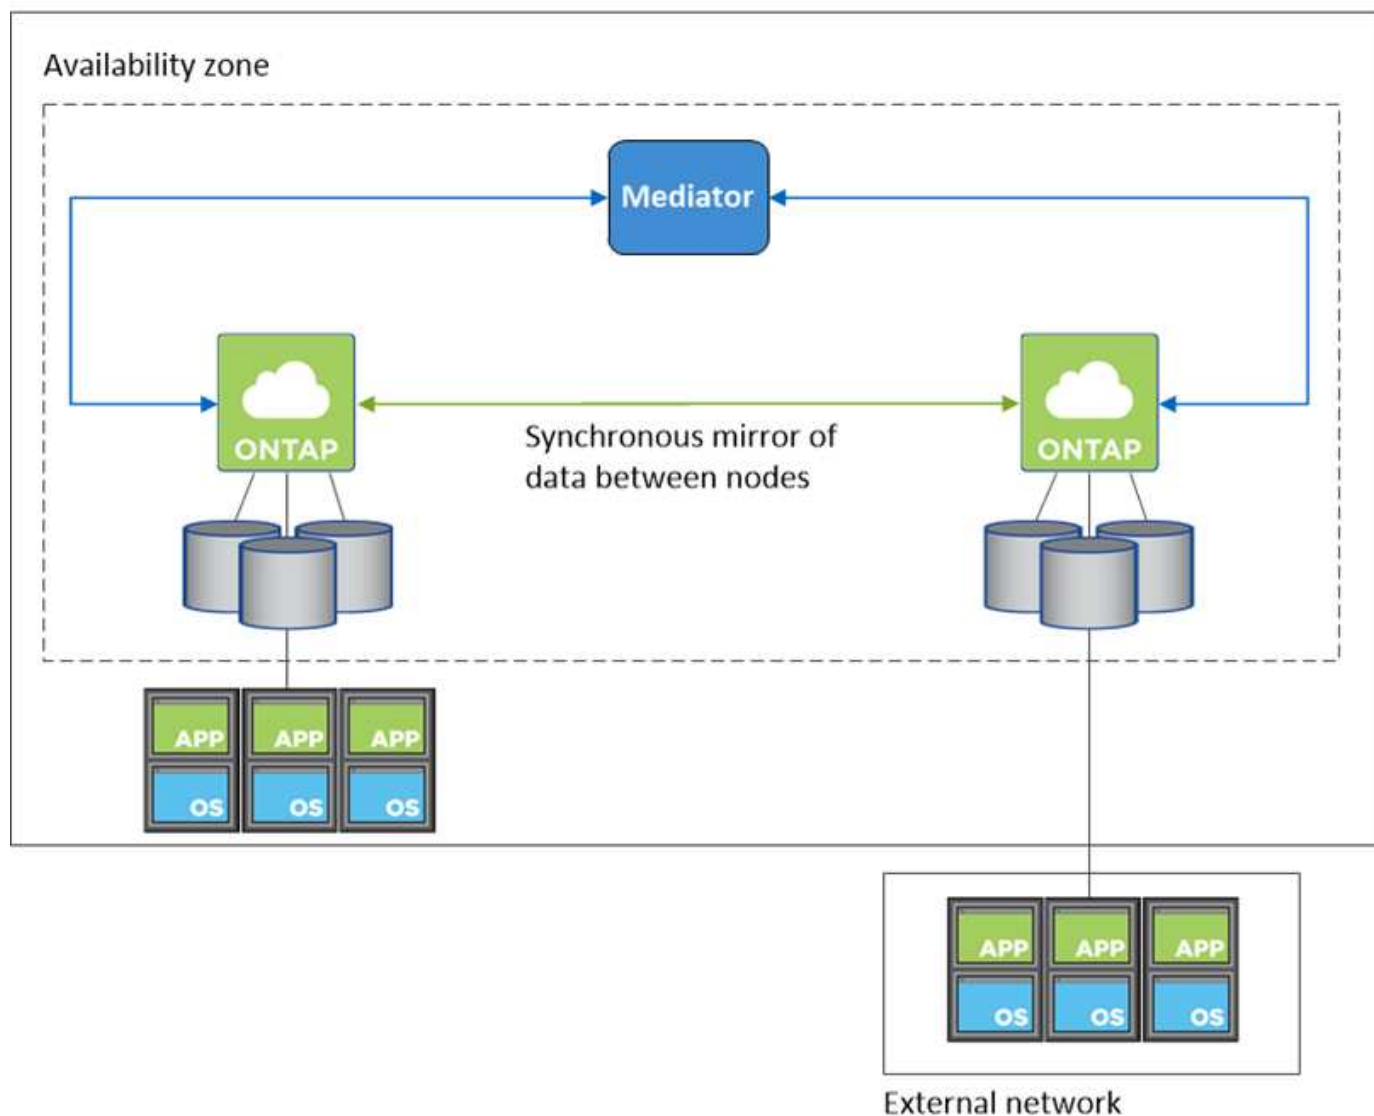 Availability zone
Mediator
ONTAP
ONTAP
Synchronous mirror of
data between nodes
APP APP APP
OS OS OS
APP APP APP
OS OS OS
External network